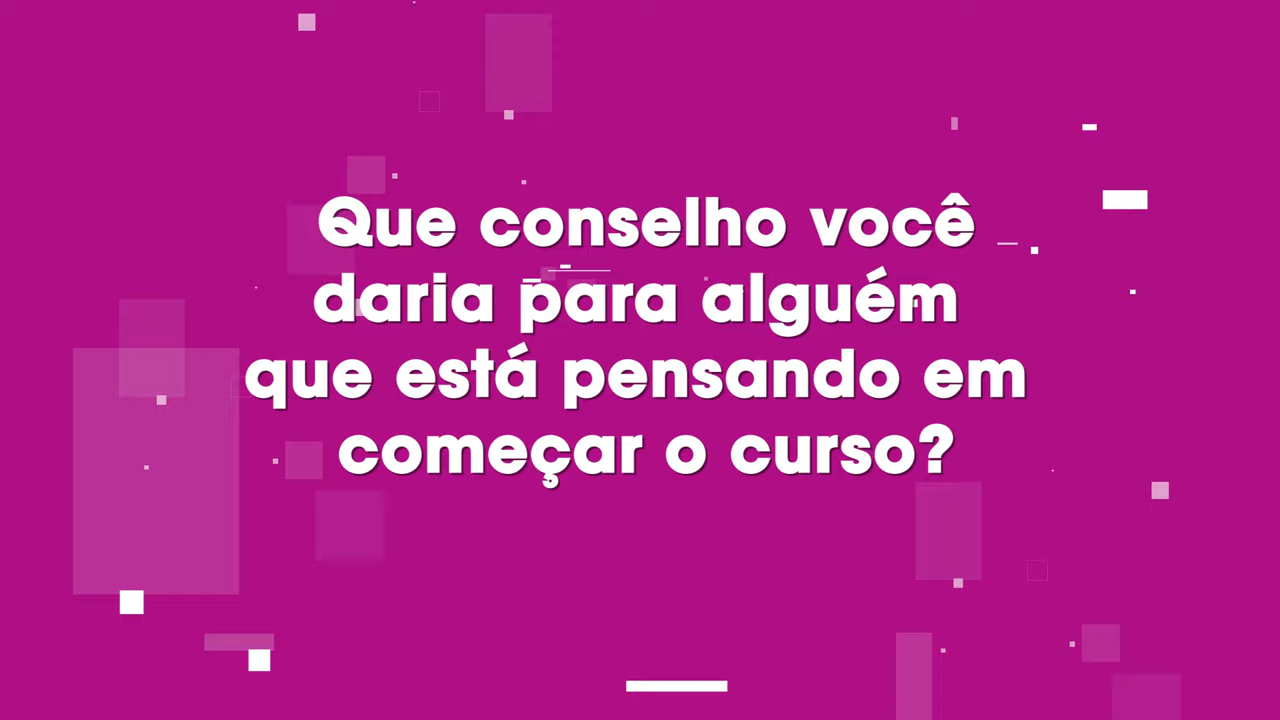 Que conselho você
daria para alguém
que está pensando em
começar o curso?